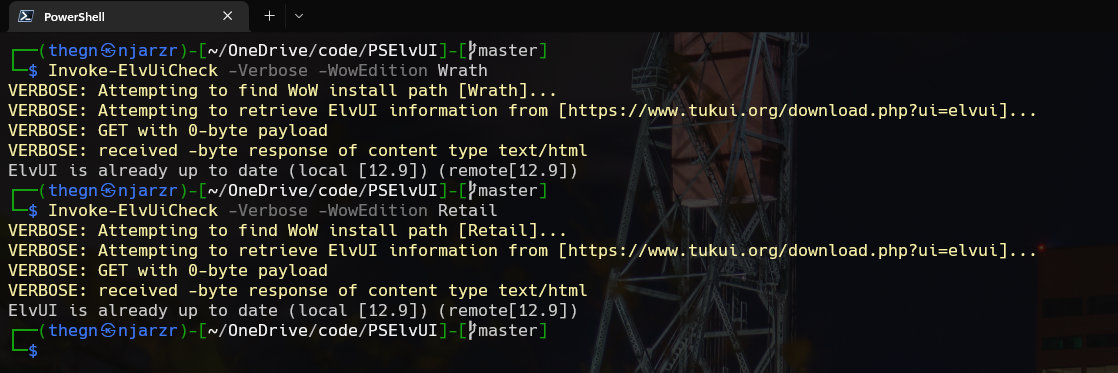 PowerShell
┌──(thegn㉿njarzr)-[~/OneDrive/code/PSElvUI]-[master]
└─$ Invoke-ElvUiCheck -Verbose -WowEdition Wrath
VERBOSE: Attempting to find WoW install path [Wrath]...
VERBOSE: Attempting to retrieve ElvUI information from [https://www.tukui.org/download.php?ui=elvui]...
VERBOSE: GET with 0-byte payload
VERBOSE: received -byte response of content type text/html
ElvUI is already up to date (local [12.9]) (remote[12.9])
┌──(thegn㉿njarzr)-[~/OneDrive/code/PSElvUI]-[master]
└─$ Invoke-ElvUiCheck -Verbose -WowEdition Retail
VERBOSE: Attempting to find WoW install path [Retail]...
VERBOSE: Attempting to retrieve ElvUI information from [https://www.tukui.org/download.php?ui=elvui]...
VERBOSE: GET with 0-byte payload
VERBOSE: received -byte response of content type text/html
ElvUI is already up to date (local [12.9]) (remote[12.9])
┌──(thegn㉿njarzr)-[~/OneDrive/code/PSElvUI]-[master]
└─$